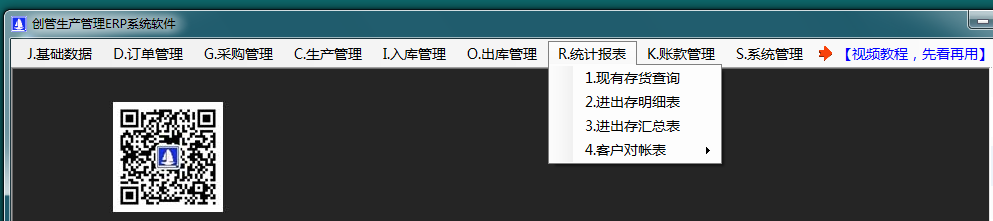 创管生产管理ERP系统软件
J.基础数据 D.订单管理 G.采购管理 C.生产管理 I.入库管理 O.出库管理 R.统计报表 K.账款管理 S.系统管理 【视频教程，先看再用】
1.现有存货查询
2.进出存明细表
3.进出存汇总表
4.客户对帐表